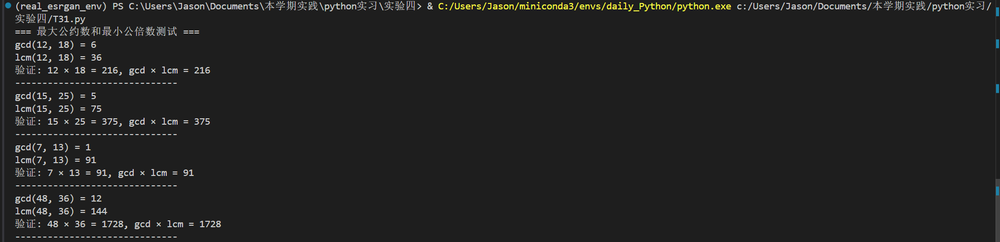 (real_esrgan_env) PS C:\Users\Jason\Documents\本学期实践\python实习\实验四> & C:/Users/Jason/miniconda3/envs/daily_Python/python.exe c:/Users/Jason/Documents/本学期实践/python实习/
实验四/T31.py
=== 最大公约数和最小公倍数测试 ===
gcd(12, 18) = 6
lcm(12, 18) = 36
验证: 12 × 18 = 216, gcd × lcm = 216
------------------------------
gcd(15, 25) = 5
lcm(15, 25) = 75
验证: 15 × 25 = 375, gcd × lcm = 375
------------------------------
gcd(7, 13) = 1
lcm(7, 13) = 91
验证: 7 × 13 = 91, gcd × lcm = 91
------------------------------
gcd(48, 36) = 12
lcm(48, 36) = 144
验证: 48 × 36 = 1728, gcd × lcm = 1728
------------------------------